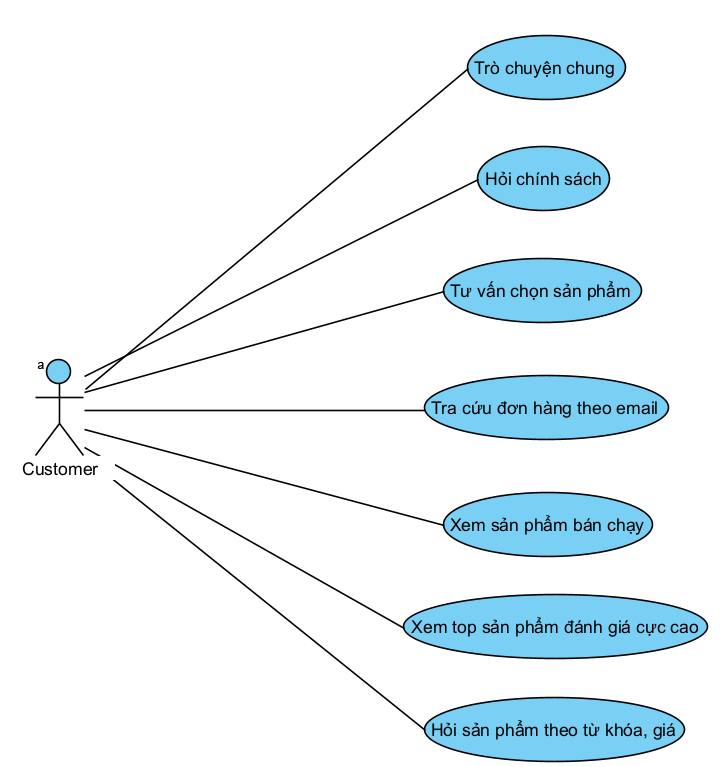 Trò chuyện chung
Hỏi chính sách
Tư vấn chọn sản phẩm
a
Tra cứu đơn hàng theo email
Customer
Xem sản phẩm bán chạy
Xem top sản phẩm đánh giá cực cao
Hỏi sản phẩm theo từ khóa, giá